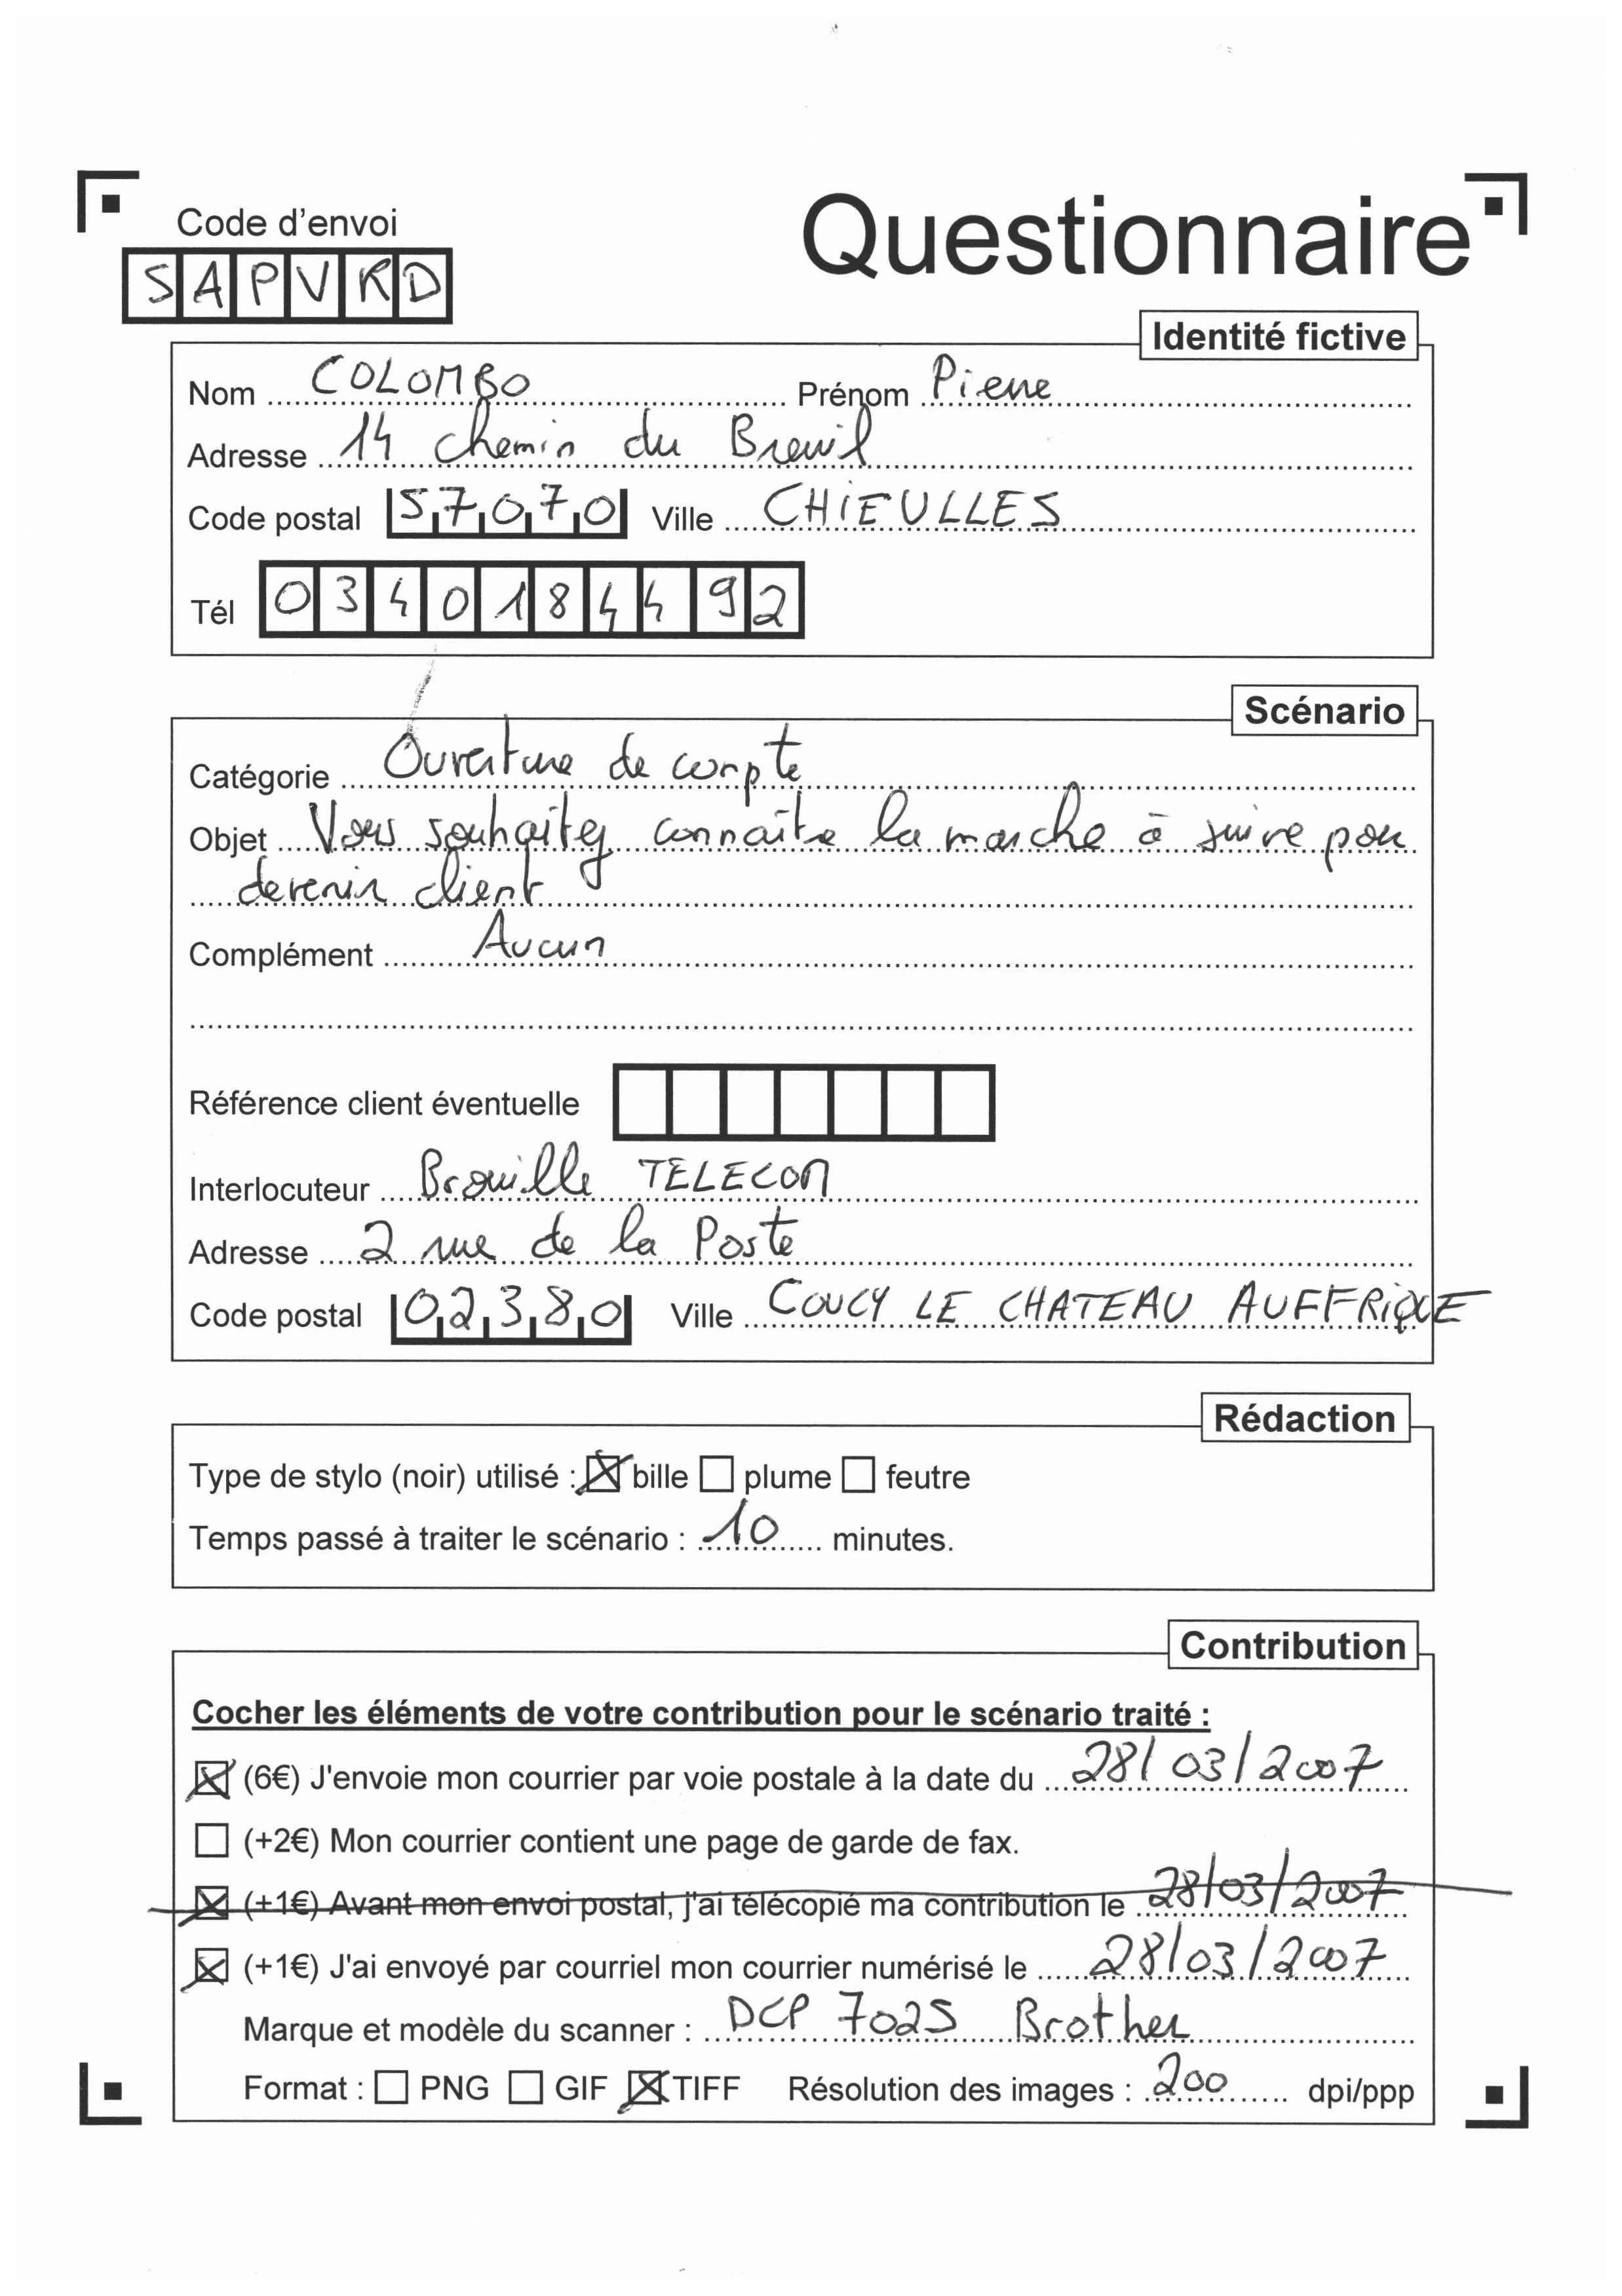 Code d'envoi
Questionnaire
SAPVRD
Identité fictive
Nom COLOMBO Prénom Pierre
Adresse 14 chemin du Breuil
Code postal 57070 Ville CHiEULLES
Tél 0340184492
Scénario
Catégorie Ouverture de compte
Objet Vous souhaitez connaître la marche à suivre pour
devenir client
Complément Aucun
Référence client éventuelle
Interlocuteur Brouille TELECOM
Adresse 2 rue de la Poste
Code postal 02380 Ville COUCY LE CHATEAU AUFFRiQUE
Rédaction
Type de stylo (noir) utilisé : bille plume feutre
Temps passé à traiter le scénario : 10 minutes.
Contribution
Cocher les éléments de votre contribution pour le scénario traité :
(6€) J'envoie mon courrier par voie postale à la date du 28/03/2007
(+2€) Mon courrier contient une page de garde de fax.
(+1€) Avant mon envoi postal, j'ai télécopié ma contribution le 28/03/2007
(+1€) J'ai envoyé par courriel mon courrier numérisé le 28/03/2007
Marque et modèle du scanner : DCP 7025 Brother
Format : PNG GIF TIFF Résolution des images : 200 dpi/ppp